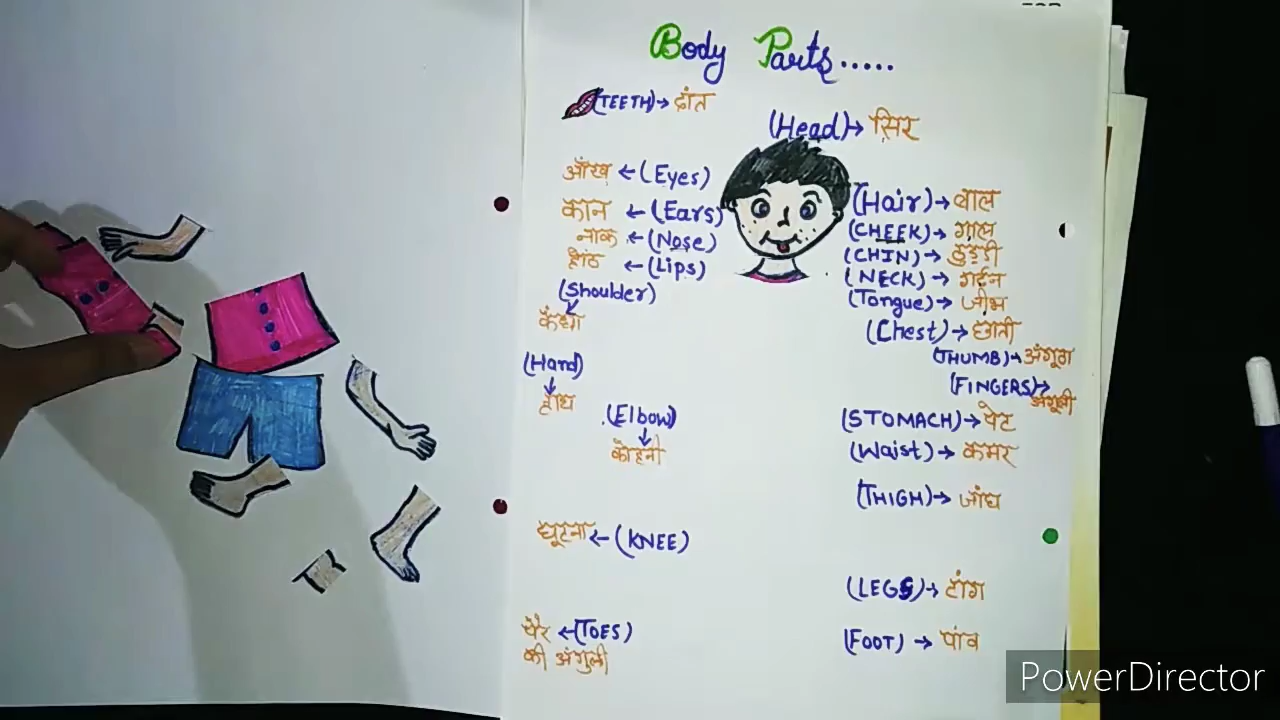 Body Parts.....
(TEETH)→ दांत
(Head)→ सिर
आँख ←(Eyes)
कान ←(Ears)
नाक ←(Nose)
होंठ ←(Lips)
(Shoulder)
कंधा
(Hand)
हाथ
(Elbow)
कोहनी
घूटना←(KNEE)
पैर ←(TOES)
की अंगुली
(Hair)→ बाल
(CHEEK)→ गाल
(CHIN)→ ठुड्डी
(NECK)→ गर्दन
(Tongue)→ जीभ
(Chest)→ छाती
(THUMB)→अंगूठा
(FINGERS)→
अंगूली
(STOMACH)→पेट
(Waist)→ कमर
(THIGH)→ जांघ
(LEGS)→ टांग
(FOOT)→ पांव
PowerDirector